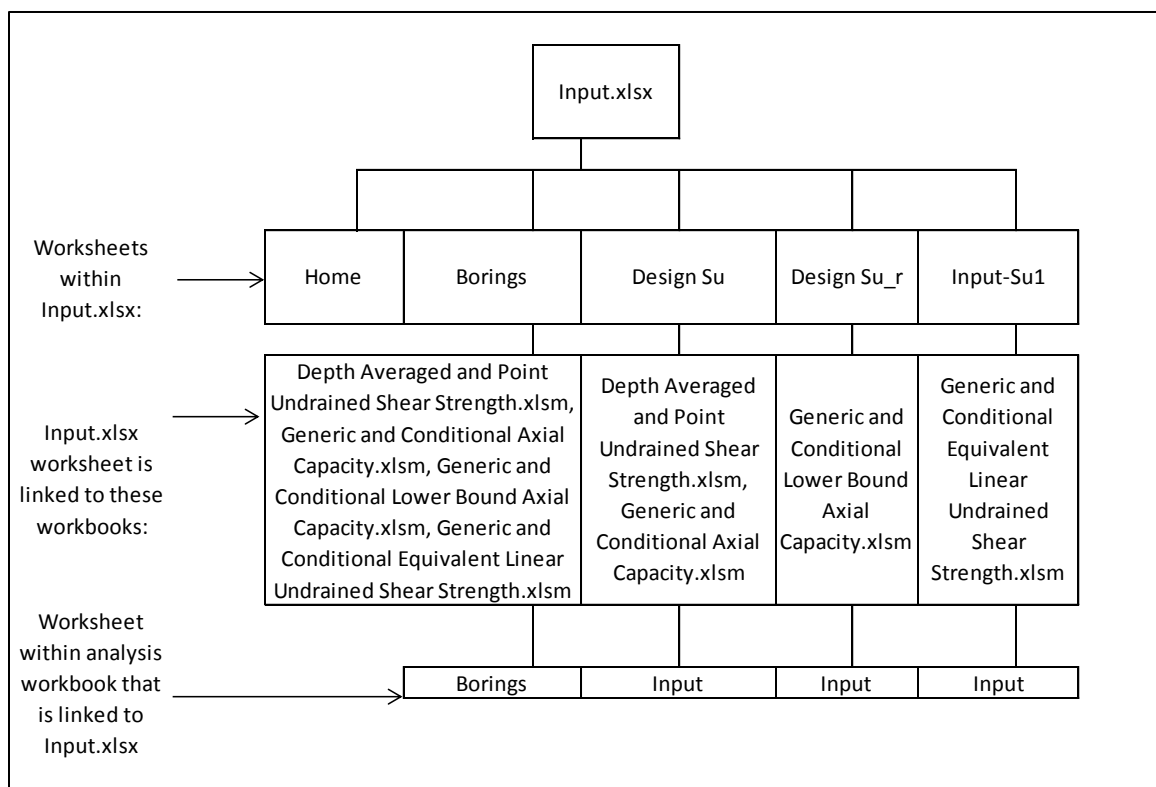 Input.xlsx
Worksheets
within
Input.xlsx:
Home
Borings
Design Su
Design Su_r
Input-Su1
Input.xlsx
worksheet is
linked to these
workbooks:
Depth Averaged and Point
Undrained Shear Strength.xlsm,
Generic and Conditional Axial
Capacity.xlsm, Generic and
Conditional Lower Bound Axial
Capacity.xlsm, Generic and
Conditional Equivalent Linear
Undrained Shear Strength.xlsm
Depth Averaged
and Point
Undrained Shear
Strength.xlsm,
Generic and
Conditional Axial
Capacity.xlsm
Generic and
Conditional
Lower Bound
Axial
Capacity.xlsm
Generic and
Conditional
Equivalent
Linear
Undrained
Shear
Strength.xlsm
Worksheet
within analysis
workbook that
is linked to
Input.xlsx
Borings
Input
Input
Input